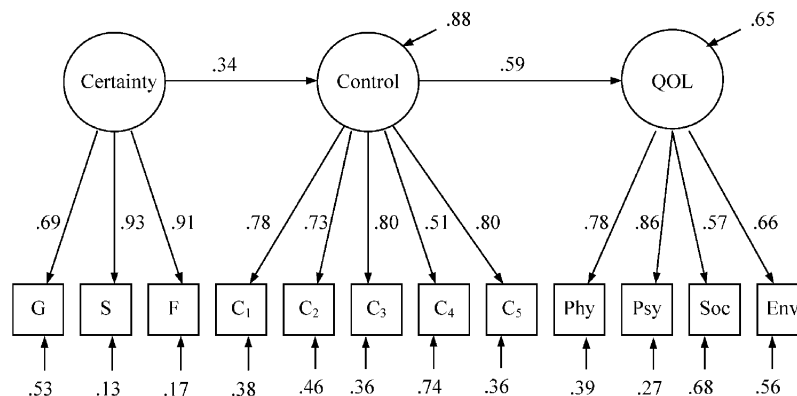 .88 .65
Certainty .34 Control .59 QOL
.69 .93 .91 .78 .73 .80 .51 .80 .78 .86 .57 .66
G S F C₁ C₂ C₃ C₄ C₅ Phy Psy Soc Env
.53 .13 .17 .38 .46 .36 .74 .36 .39 .27 .68 .56